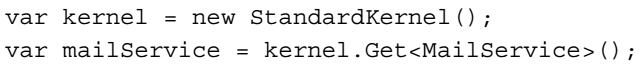 var kernel = new StandardKernel();
var mailService = kernel.Get<MailService>();